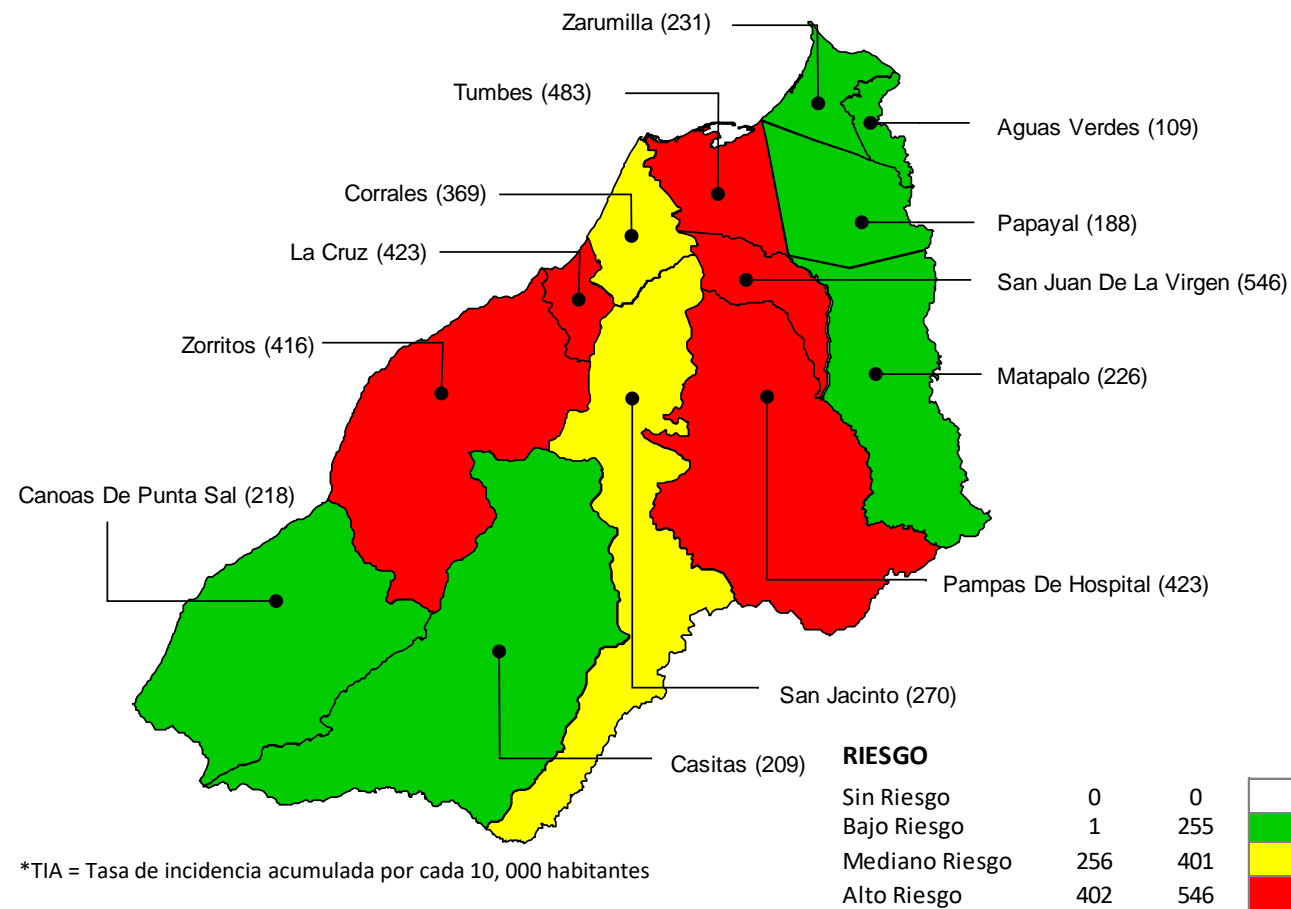 Zarumilla (231)
Tumbes (483)
Aguas Verdes (109)
Corrales (369)
Papayal (188)
La Cruz (423)
San Juan De La Virgen (546)
Zorritos (416)
Matapalo (226)
Canoas De Punta Sal (218)
Pampas De Hospital (423)
San Jacinto (270)
Casitas (209)
RIESGO
Sin Riesgo 0 0
Bajo Riesgo 1 255
Mediano Riesgo 256 401
Alto Riesgo 402 546
*TIA = Tasa de incidencia acumulada por cada 10, 000 habitantes